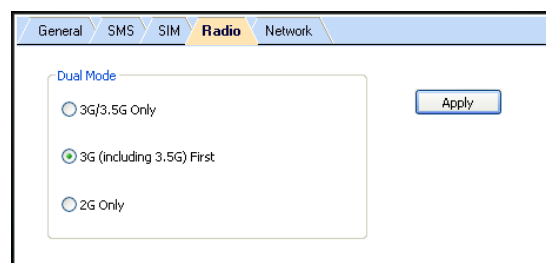 General SMS SIM Radio Network
Dual Mode
3G/3.5G Only
Apply
3G (including 3.5G) First
2G Only